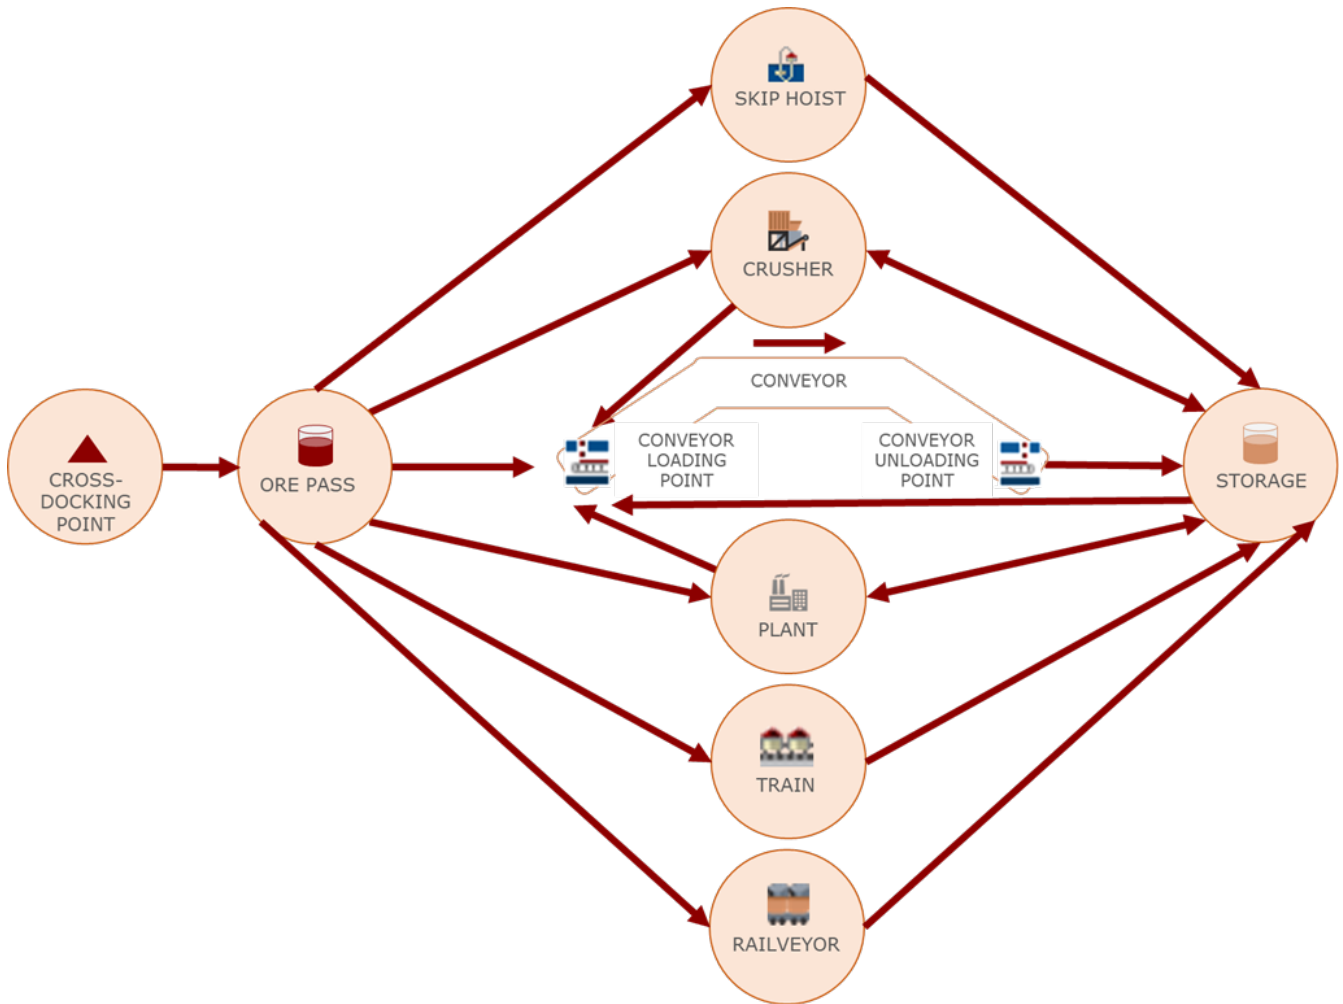 SKIP HOIST
CRUSHER
CONVEYOR
CROSS-
DOCKING
POINT
ORE PASS
CONVEYOR
LOADING
POINT
CONVEYOR
UNLOADING
POINT
STORAGE
PLANT
TRAIN
RAILVEYOR